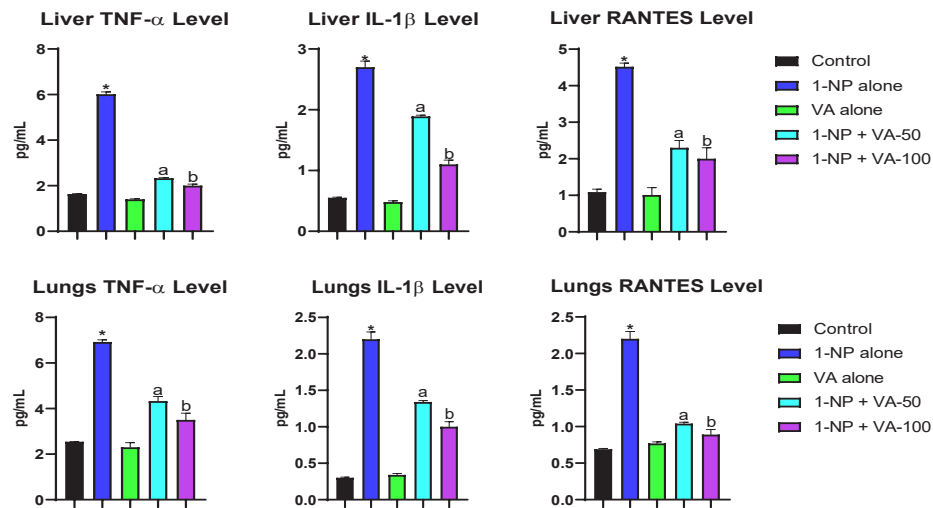 Liver TNF-α Level
pg/mL
8
6
4
2
0
*
a
b
Liver IL-1β Level
pg/mL
3
2
1
0
*
a
b
Liver RANTES Level
pg/mL
5
4
3
2
1
0
*
a
b
Control
1-NP alone
VA alone
1-NP + VA-50
1-NP + VA-100
Lungs TNF-α Level
pg/mL
8
6
4
2
0
*
a
b
Lungs IL-1β Level
pg/mL
2.5
2.0
1.5
1.0
0.5
0.0
*
a
b
Lungs RANTES Level
pg/mL
2.5
2.0
1.5
1.0
0.5
0.0
*
a
b
Control
1-NP alone
VA alone
1-NP + VA-50
1-NP + VA-100